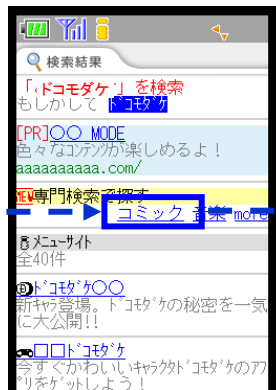 検索結果
「ドコモダケ」を検索
もしかして ﾄﾞｺﾓﾀﾞｹ
[PR]○○ MODE
色々なｺﾝﾃﾝﾂが楽しめるよ！
aaaaaaaaaa.com/
NEW専門検索で探す
コミック 音楽 more
ﾒﾆｭｰｻｲﾄ
全40件
ﾄﾞｺﾓﾀﾞｹ○○
新ｷｬﾗ登場。ﾄﾞｺﾓﾀﾞｹの秘密を一気
に大公開!!
□□ﾄﾞｺﾓﾀﾞｹ
今すぐかわいいｷｬﾗｸﾀﾄﾞｺﾓﾀﾞｹのｱﾌ
ﾟﾘをｹﾞｯﾄしよう！